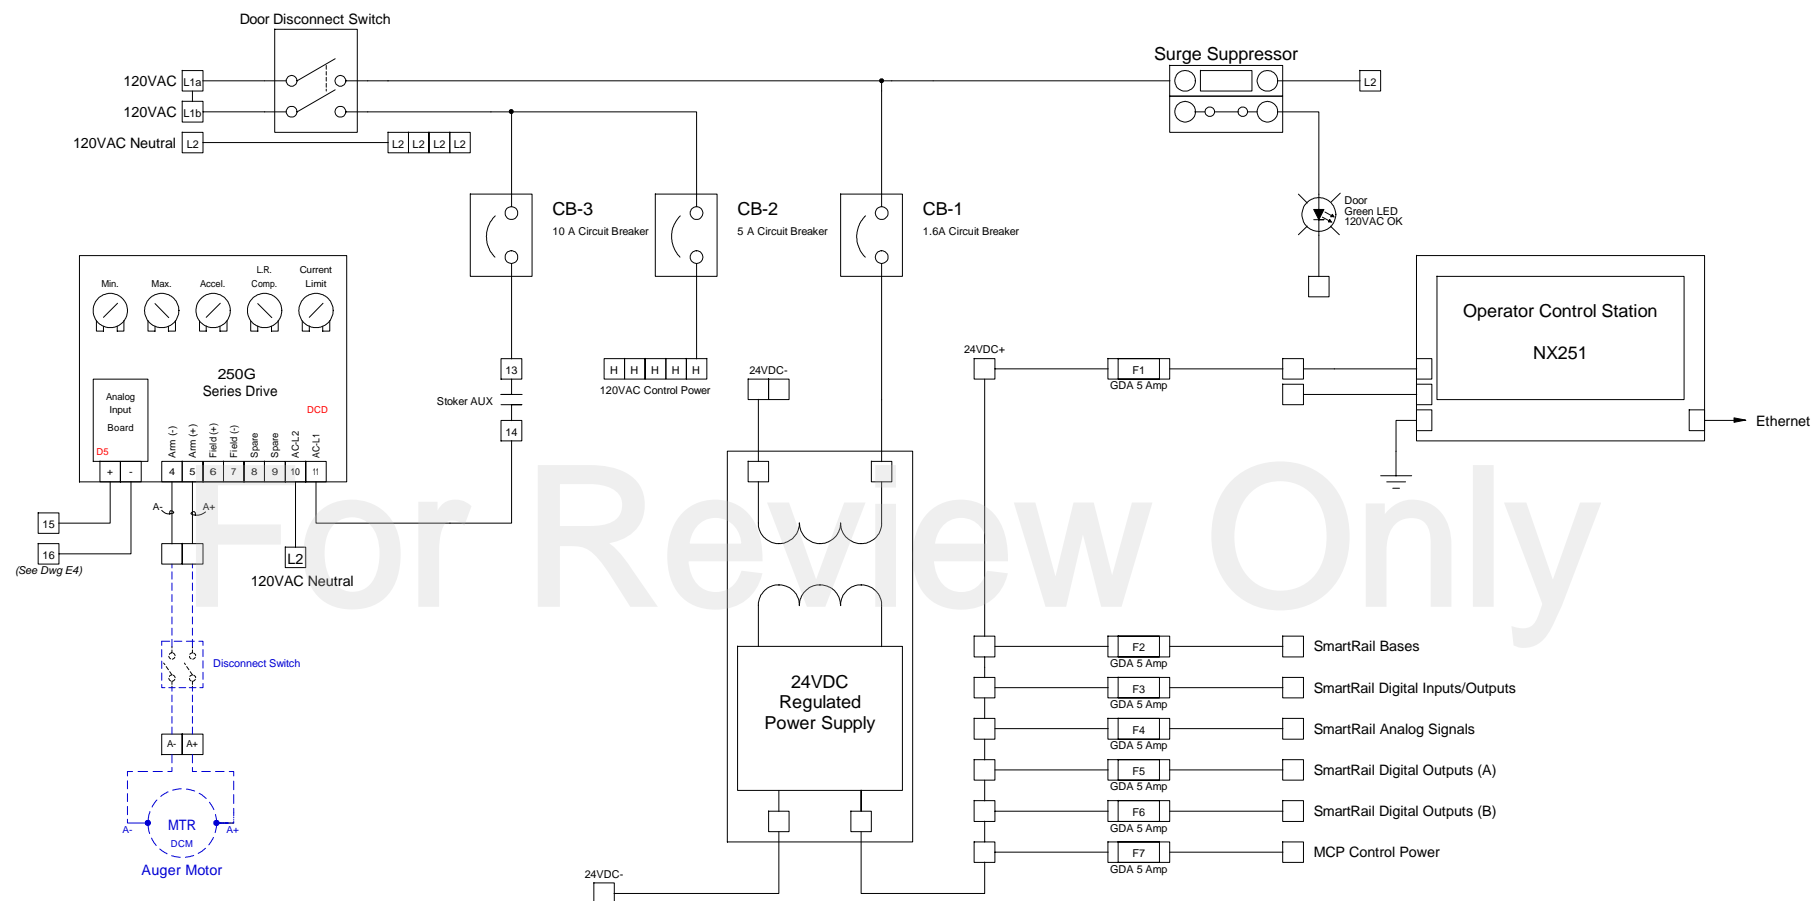 Door Disconnect Switch
120VAC L1a
120VAC L1b
120VAC Neutral L2
L2 L2 L2 L2
Surge Suppressor
L2
Door
Green LED
120VAC OK
CB-3
10 A Circuit Breaker
CB-2
5 A Circuit Breaker
CB-1
1.6A Circuit Breaker
Min. Max. Accel. L.R. Comp. Current Limit
250G
Series Drive
DCD
Analog
Input
Board
D5
+ -
Arm (-) Arm (+) Field (+) Field (-) Spare Spare AC-L2 AC-L1
4 5 6 7 8 9 10 11
A- A+
15
16
(See Dwg E4)
L2
120VAC Neutral
13
Stoker AUX
14
H H H H H
120VAC Control Power
24VDC-
24VDC+
F1
GDA 5 Amp
Operator Control Station
NX251
Ethernet
For Review Only
Disconnect Switch
A- A+
A- MTR A+
DCM
Auger Motor
24VDC
Regulated
Power Supply
24VDC-
F2 SmartRail Bases
GDA 5 Amp
F3 SmartRail Digital Inputs/Outputs
GDA 5 Amp
F4 SmartRail Analog Signals
GDA 5 Amp
F5 SmartRail Digital Outputs (A)
GDA 5 Amp
F6 SmartRail Digital Outputs (B)
GDA 5 Amp
F7 MCP Control Power
GDA 5 Amp